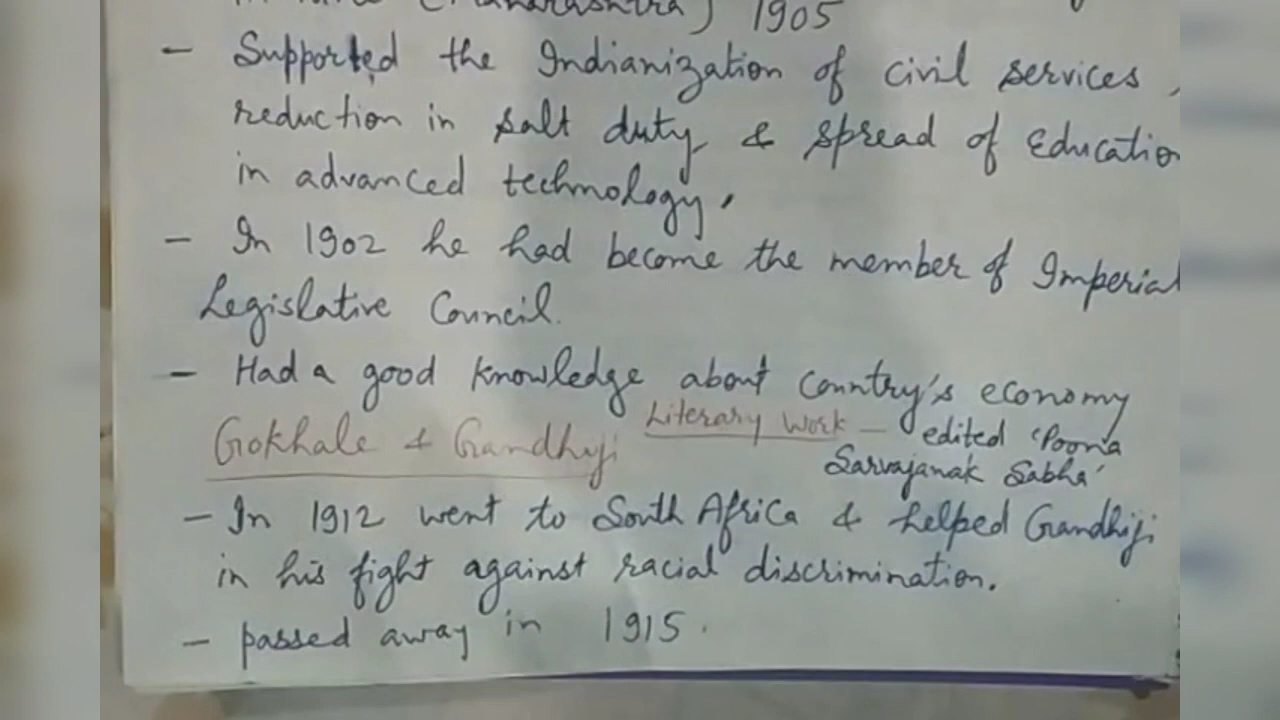 1905
- Supported the Indianization of civil services,
reduction in salt duty & spread of Education
in advanced technology.
- In 1902 he had become the member of Imperial
Legislative Council.
- Had a good knowledge about country's economy
Literary Work - edited 'Poona
Gokhale & Gandhiji
Sarvajanak Sabha'
- In 1912 went to South Africa & helped Gandhiji
in his fight against racial discrimination.
- passed away in 1915.